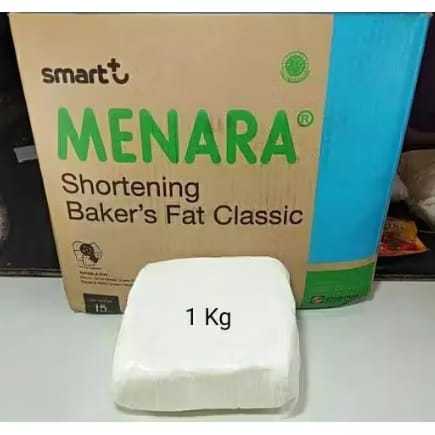 smart+
MENARA®
Shortening
Baker's Fat Classic
15
1 Kg